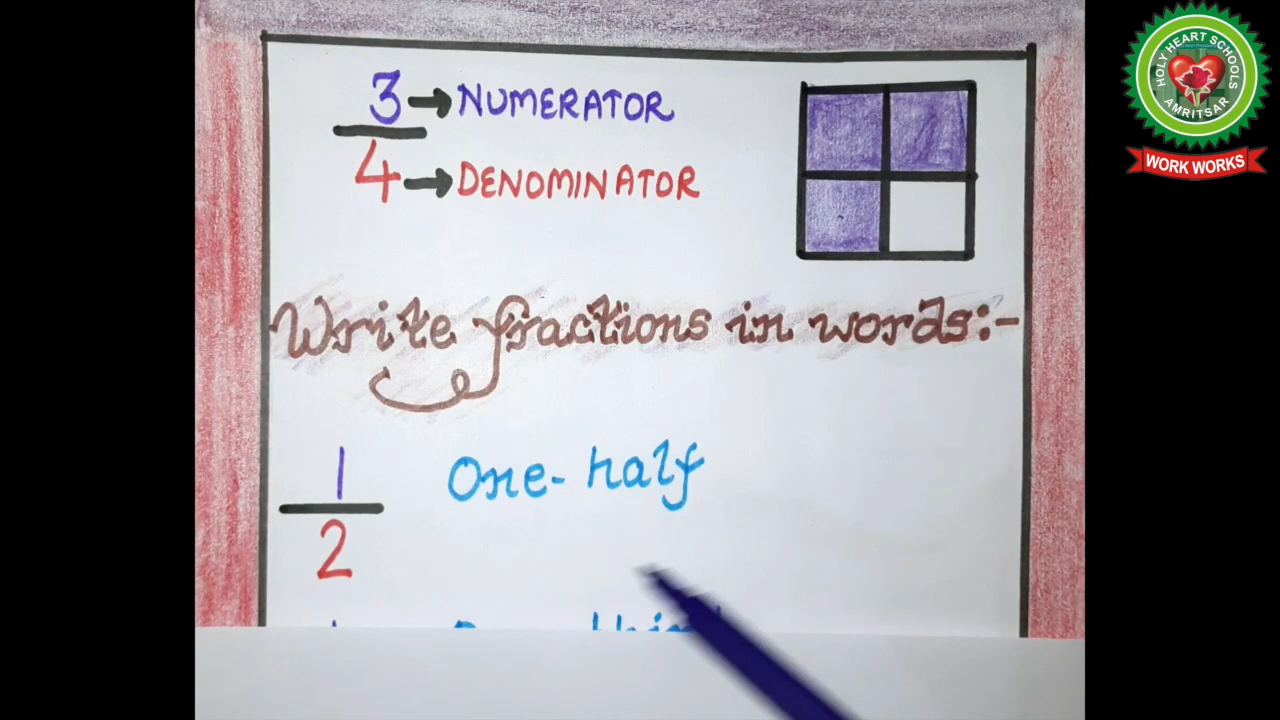 3 → NUMERATOR
4 → DENOMINATOR
Write fractions in words:-
1
2
One-half
HOLY HEART SCHOOLS
AMRITSAR
WORK WORKS